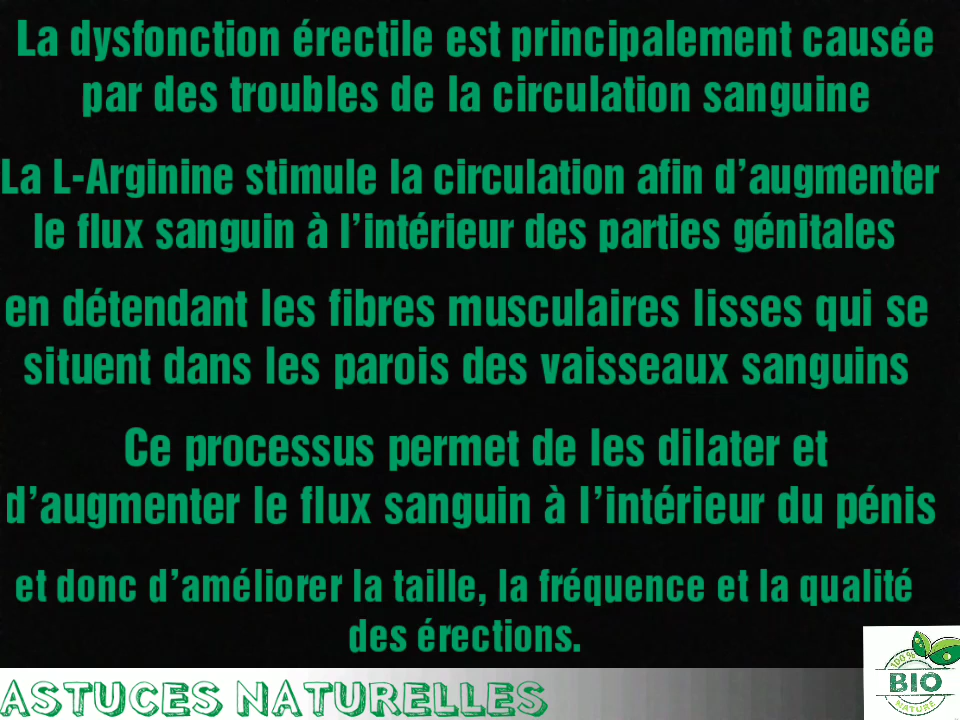 La dysfonction érectile est principalement causée
par des troubles de la circulation sanguine
La L-Arginine stimule la circulation afin d'augmenter
le flux sanguin à l'intérieur des parties génitales
en détendant les fibres musculaires lisses qui se
situent dans les parois des vaisseaux sanguins
Ce processus permet de les dilater et
d'augmenter le flux sanguin à l'intérieur du pénis
et donc d'améliorer la taille, la fréquence et la qualité
des érections.
100%
BIO
NATURE
ASTUCES NATURELLES